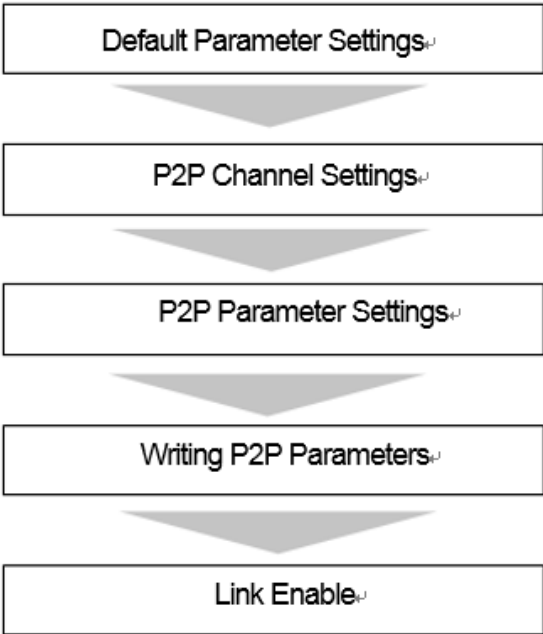 Default Parameter Settings↵
P2P Channel Settings↵
P2P Parameter Settings↵
Writing P2P Parameters↵
Link Enable↵